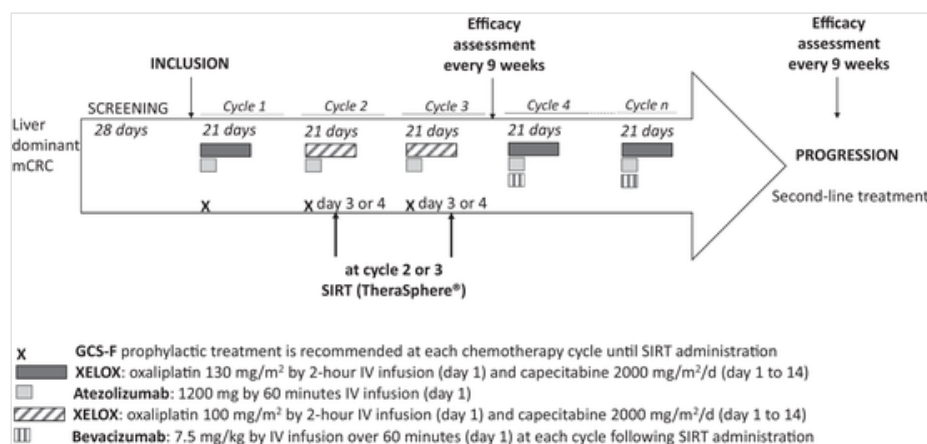 Efficacy
assessment
every 9 weeks
Efficacy
assessment
every 9 weeks
INCLUSION
SCREENING
Cycle 1
Cycle 2
Cycle 3
Cycle 4
Cycle n
Liver
dominant
mCRC
28 days
21 days
21 days
21 days
21 days
21 days
PROGRESSION
Second-line treatment
X
X day 3 or 4
X day 3 or 4
at cycle 2 or 3
SIRT (TheraSphere®)
X GCS-F prophylactic treatment is recommended at each chemotherapy cycle until SIRT administration
XELOX: oxaliplatin 130 mg/m² by 2-hour IV infusion (day 1) and capecitabine 2000 mg/m²/d (day 1 to 14)
Atezolizumab: 1200 mg by 60 minutes IV infusion (day 1)
XELOX: oxaliplatin 100 mg/m² by 2-hour IV infusion (day 1) and capecitabine 2000 mg/m²/d (day 1 to 14)
Bevacizumab: 7.5 mg/kg by IV infusion over 60 minutes (day 1) at each cycle following SIRT administration